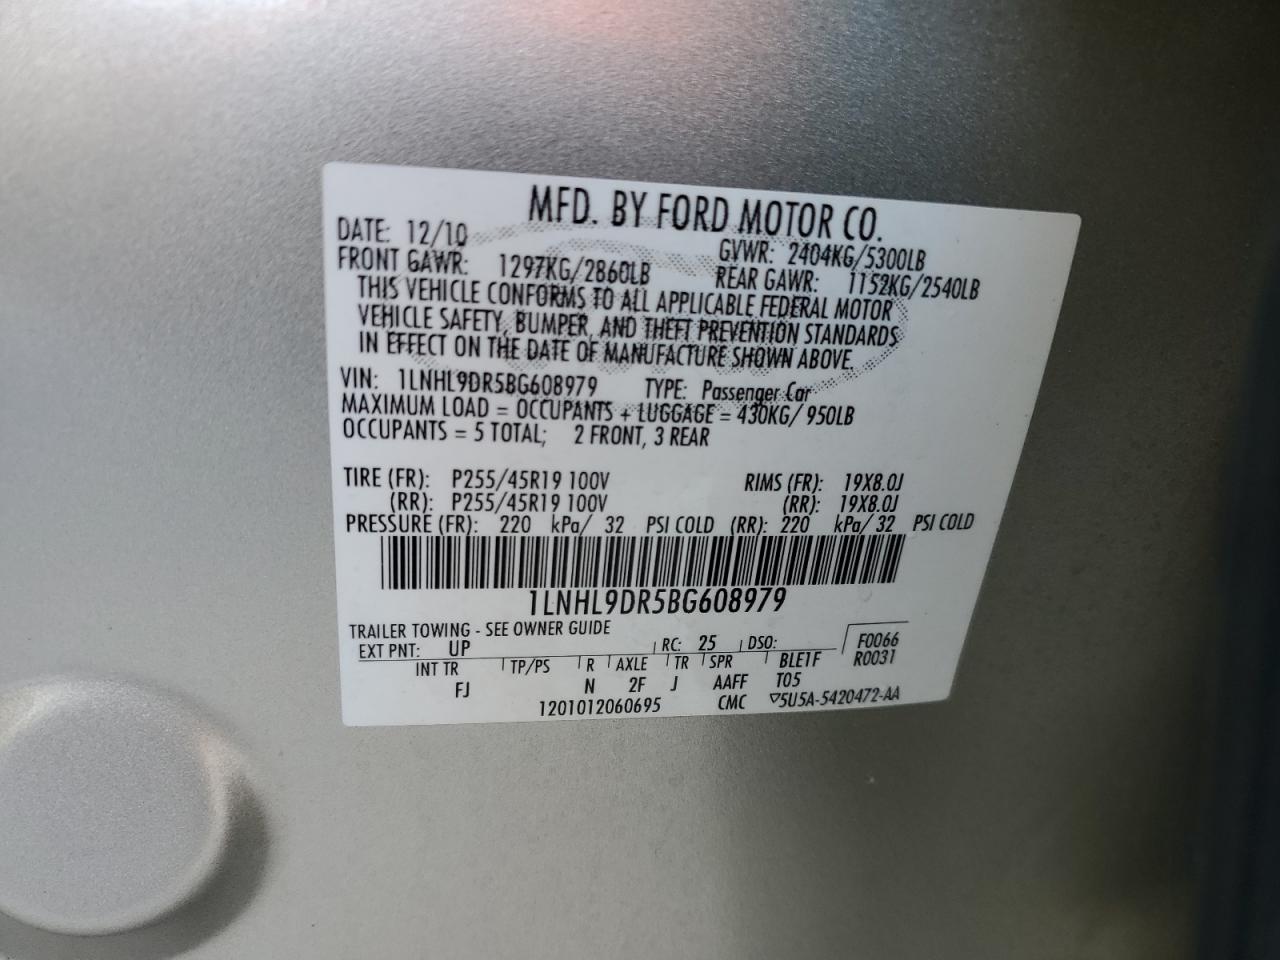 MFD. BY FORD MOTOR CO.
DATE: 12/10 GVWR: 2404KG/5300LB
FRONT GAWR: 1297KG/2860LB REAR GAWR: 1152KG/2540LB
THIS VEHICLE CONFORMS TO ALL APPLICABLE FEDERAL MOTOR
VEHICLE SAFETY, BUMPER, AND THEFT PREVENTION STANDARDS
IN EFFECT ON THE DATE OF MANUFACTURE SHOWN ABOVE.
VIN: 1LNHL9DR5BG608979 TYPE: Passenger Car
MAXIMUM LOAD = OCCUPANTS + LUGGAGE = 430KG/ 950LB
OCCUPANTS = 5 TOTAL; 2 FRONT, 3 REAR
TIRE (FR): P255/45R19 100V RIMS (FR): 19X8.0J
(RR): P255/45R19 100V (RR): 19X8.0J
PRESSURE (FR): 220 kPa/ 32 PSI COLD (RR): 220 kPa/ 32 PSI COLD
1LNHL9DR5BG608979
TRAILER TOWING - SEE OWNER GUIDE
EXT PNT: UP RC: 25 DSO: F0066
INT TR TP/PS R AXLE TR SPR BLE1F R0031
FJ N 2F J AAFF T05
1201012060695 CMC ▽5U5A-5420472-AA